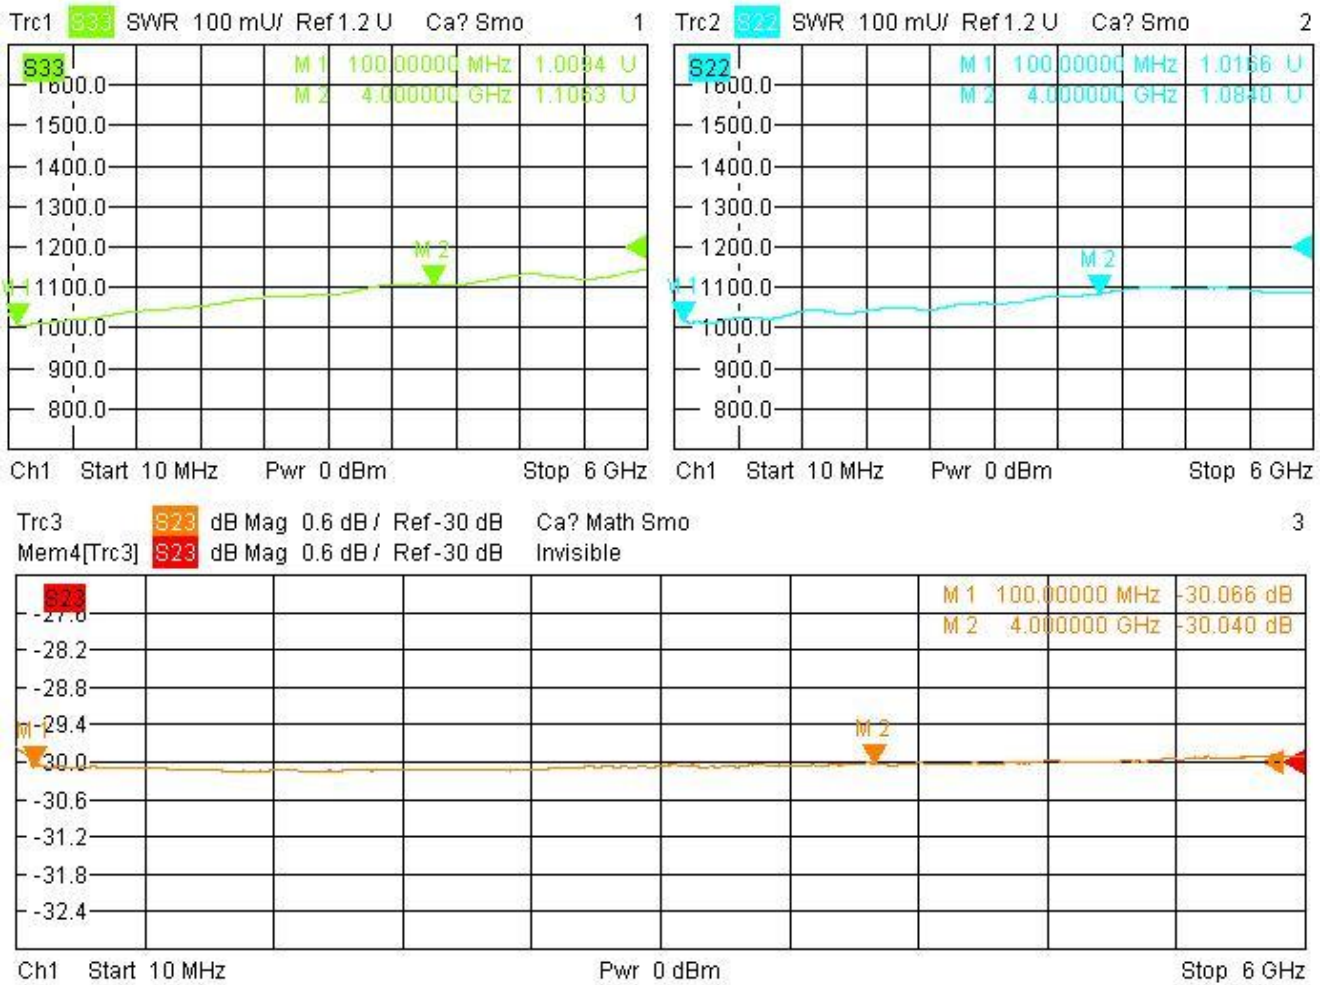 Trc1 S33 SWR 100 mU/ Ref 1.2 U Ca? Smo 1
S33
M 1 100.00000 MHz 1.0094 U
M 2 4.000000 GHz 1.1063 U
1600.0
1500.0
1400.0
1300.0
1200.0
M 2
M 1
1100.0
1000.0
900.0
800.0
Ch1 Start 10 MHz Pwr 0 dBm Stop 6 GHz
Trc2 S22 SWR 100 mU/ Ref 1.2 U Ca? Smo 2
S22
M 1 100.00000 MHz 1.0166 U
M 2 4.000000 GHz 1.0840 U
1600.0
1500.0
1400.0
1300.0
1200.0
M 2
M 1
1100.0
1000.0
900.0
800.0
Ch1 Start 10 MHz Pwr 0 dBm Stop 6 GHz
Trc3 S23 dB Mag 0.6 dB / Ref -30 dB Ca? Math Smo 3
Mem4[Trc3] S23 dB Mag 0.6 dB / Ref -30 dB Invisible
S23
M 1 100.00000 MHz -30.066 dB
M 2 4.000000 GHz -30.040 dB
-27.6
-28.2
-28.8
M 1
-29.4
M 2
-30.0
-30.6
-31.2
-31.8
-32.4
Ch1 Start 10 MHz Pwr 0 dBm Stop 6 GHz